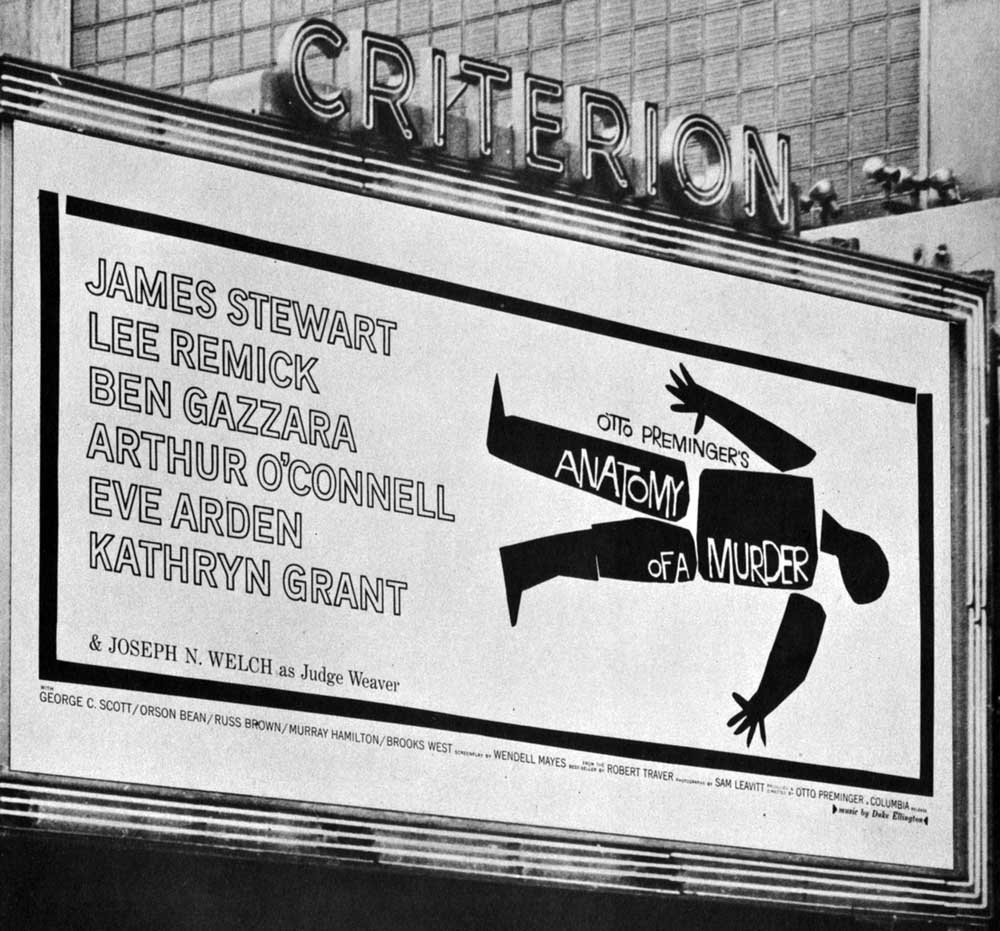 CRITERION
JAMES STEWART
LEE REMICK
BEN GAZZARA
ARTHUR O'CONNELL
EVE ARDEN
KATHRYN GRANT
& JOSEPH N. WELCH as Judge Weaver
OTTO PREMINGER'S
ANATOMY
OF A MURDER
WITH
GEORGE C. SCOTT/ORSON BEAN/RUSS BROWN/MURRAY HAMILTON/BROOKS WEST SCREENPLAY BY WENDELL MAYES FROM THE BEST-SELLER BY ROBERT TRAVER PHOTOGRAPHY BY SAM LEAVITT PRODUCED & DIRECTED BY OTTO PREMINGER, COLUMBIA RELEASE
music by Duke Ellington